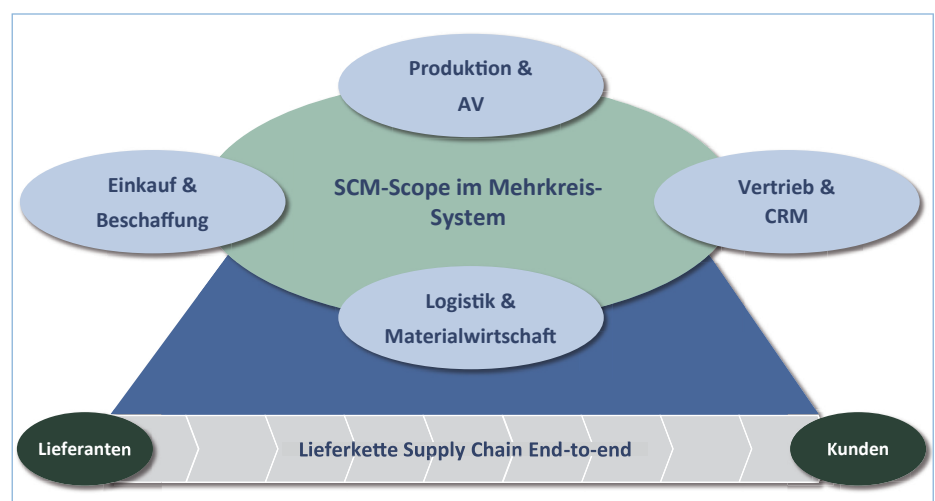 Produktion &
AV
Einkauf &
Beschaffung
SCM-Scope im Mehrkreis-
System
Vertrieb &
CRM
Logistik &
Materialwirtschaft
Lieferanten
Lieferkette Supply Chain End-to-end
Kunden